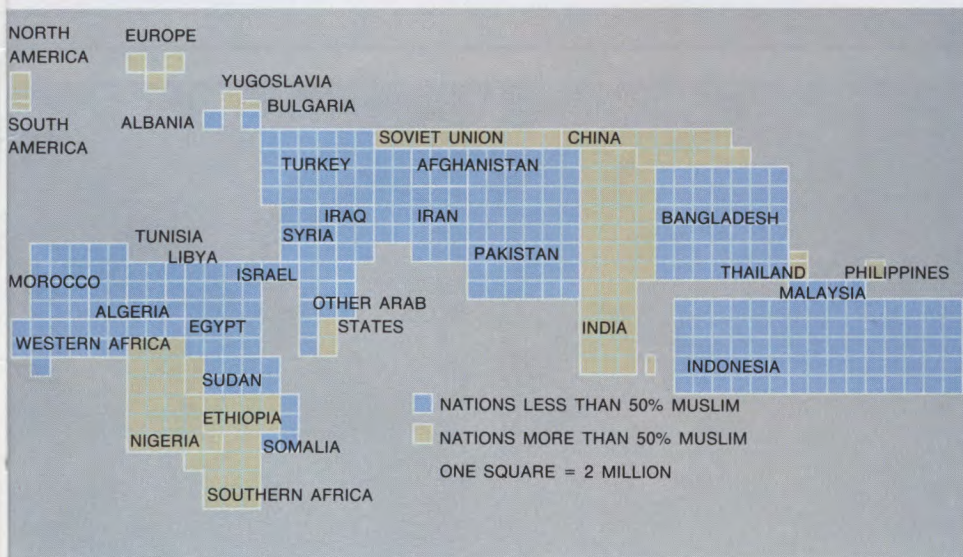 NORTH
AMERICA
EUROPE
YUGOSLAVIA
BULGARIA
ALBANIA
SOUTH
AMERICA
SOVIET UNION
CHINA
TURKEY
AFGHANISTAN
IRAQ
IRAN
SYRIA
PAKISTAN
BANGLADESH
TUNISIA
LIBYA
ISRAEL
MOROCCO
THAILAND
PHILIPPINES
MALAYSIA
ALGERIA
OTHER ARAB
STATES
EGYPT
WESTERN AFRICA
INDIA
INDONESIA
SUDAN
ETHIOPIA
NIGERIA
SOMALIA
SOUTHERN AFRICA
NATIONS LESS THAN 50% MUSLIM
NATIONS MORE THAN 50% MUSLIM
ONE SQUARE = 2 MILLION